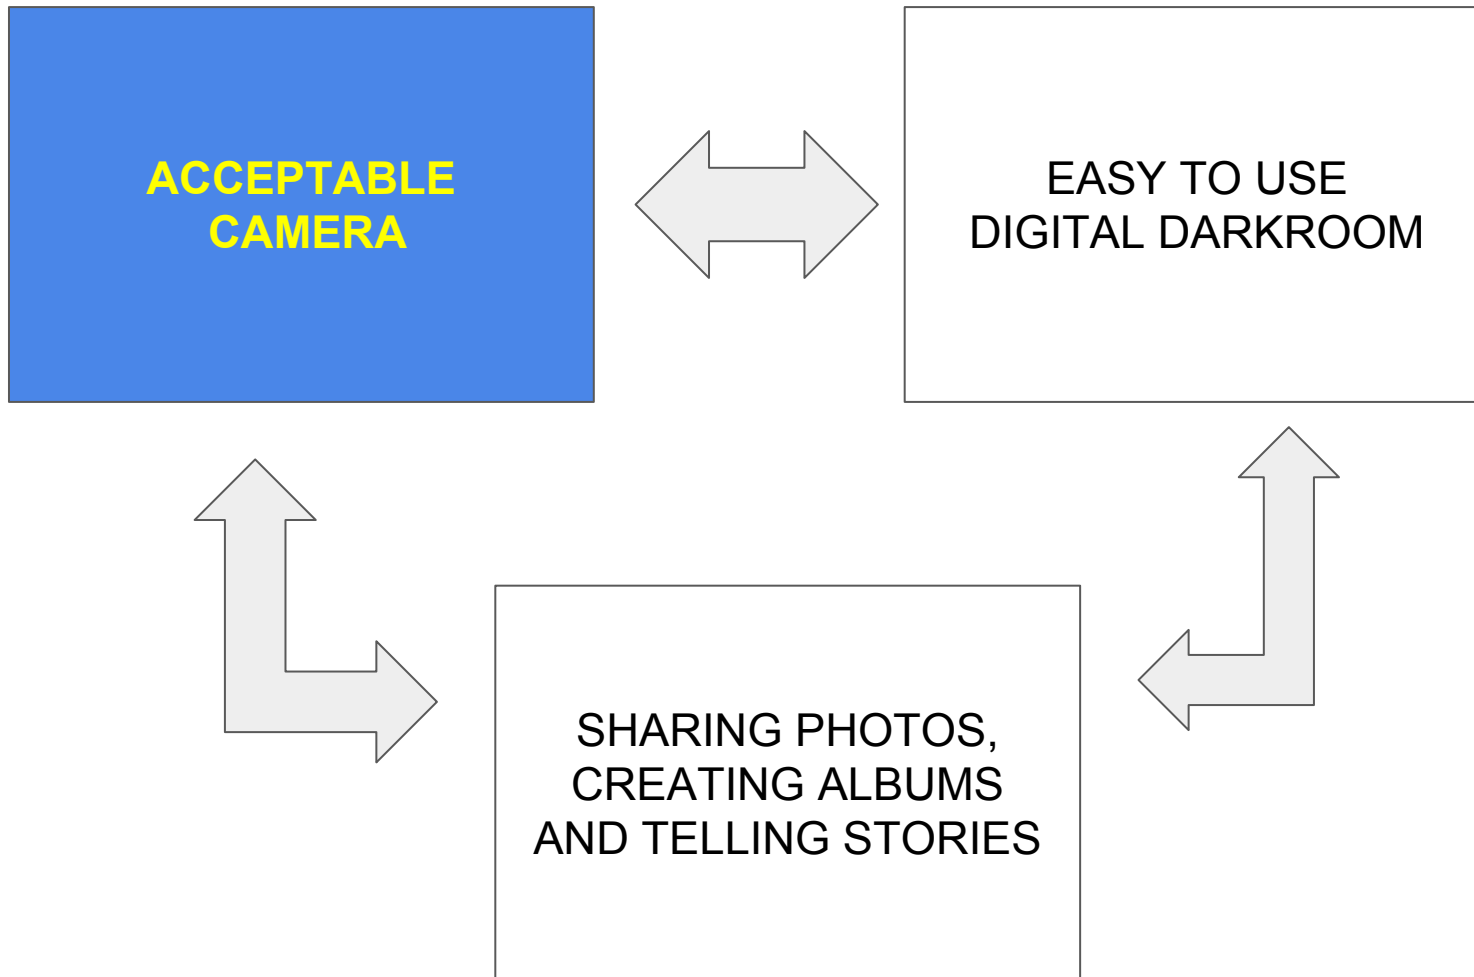 ACCEPTABLE
CAMERA
EASY TO USE
DIGITAL DARKROOM
SHARING PHOTOS,
CREATING ALBUMS
AND TELLING STORIES